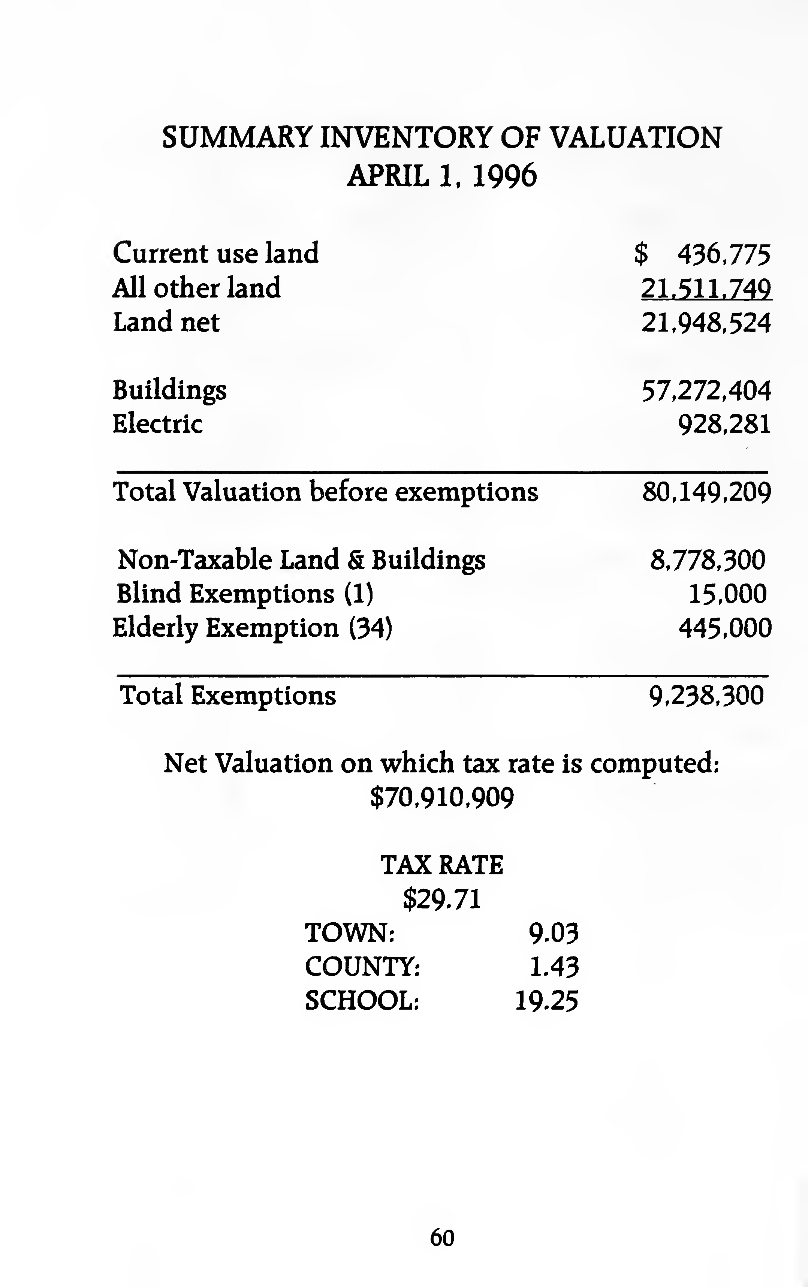 SUMMARY INVENTORY OF VALUATION
APRIL 1, 1996
Current use land $ 436,775
All other land 21,511,749
Land net 21,948,524
Buildings 57,272,404
Electric 928,281
Total Valuation before exemptions 80,149,209
Non-Taxable Land & Buildings 8,778,300
Blind Exemptions (1) 15,000
Elderly Exemption (34) 445,000
Total Exemptions 9,238,300
Net Valuation on which tax rate is computed:
$70,910,909
TAX RATE
$29.71
TOWN: 9.03
COUNTY: 1.43
SCHOOL: 19.25
60